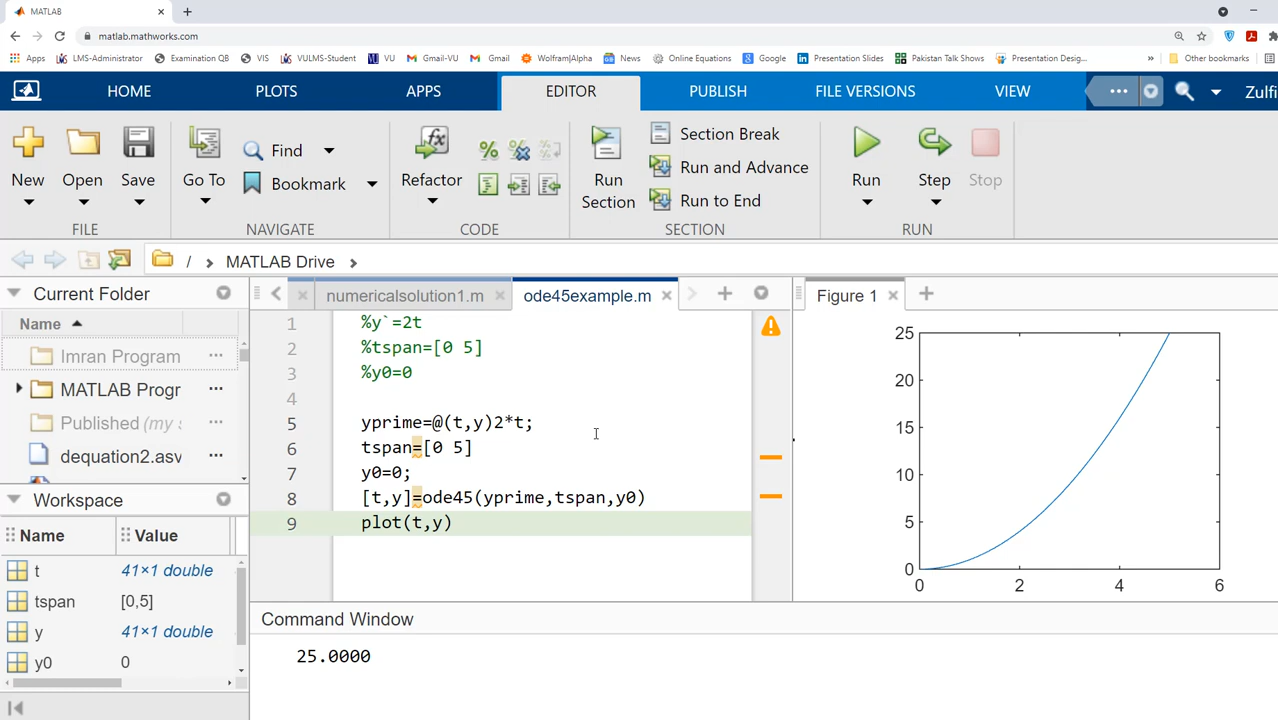 MATLAB
matlab.mathworks.com
Apps LMS-Administrator Examination QB VIS VULMS-Student VU Gmail-VU Gmail Wolfram|Alpha News Online Equations Google Presentation Slides Pakistan Talk Shows Presentation Desig... » Other bookmarks
HOME PLOTS APPS EDITOR PUBLISH FILE VERSIONS VIEW ••• Zulfi
New Open Save Go To Find Bookmark Refactor Run Section Section Break Run and Advance Run to End Run Step Stop
FILE NAVIGATE CODE SECTION RUN
/ MATLAB Drive
Current Folder
Name
Imran Program ...
MATLAB Progr ...
Published (my s ...
dequation2.asv ...
Workspace
Name Value
t 41×1 double
tspan [0,5]
y 41×1 double
y0 0
numericalsolution1.m ode45example.m
1 %y`=2t
2 %tspan=[0 5]
3 %y0=0
4
5 yprime=@(t,y)2*t;
6 tspan=[0 5]
7 y0=0;
8 [t,y]=ode45(yprime,tspan,y0)
9 plot(t,y)
Figure 1
25
20
15
10
5
0
0 2 4 6
Command Window
25.0000